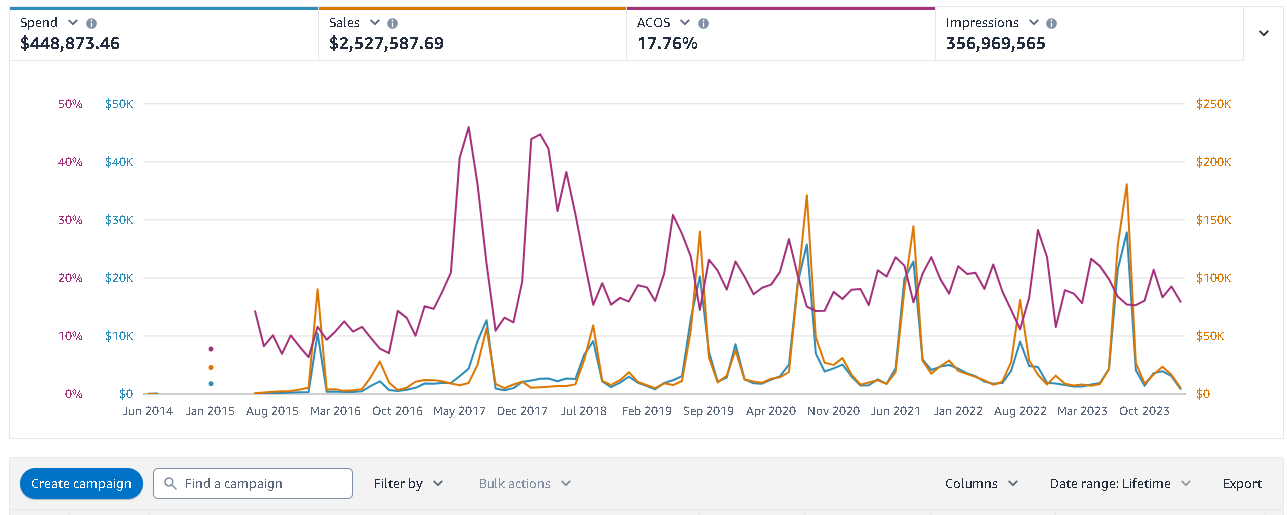 Spend Sales ACOS Impressions
$448,873.46 $2,527,587.69 17.76% 356,969,565
50% $50K $250K
40% $40K $200K
30% $30K $150K
20% $20K $100K
10% $10K $50K
0% $0 $0
Jun 2014 Jan 2015 Aug 2015 Mar 2016 Oct 2016 May 2017 Dec 2017 Jul 2018 Feb 2019 Sep 2019 Apr 2020 Nov 2020 Jun 2021 Jan 2022 Aug 2022 Mar 2023 Oct 2023
Create campaign Find a campaign Filter by Bulk actions Columns Date range: Lifetime Export